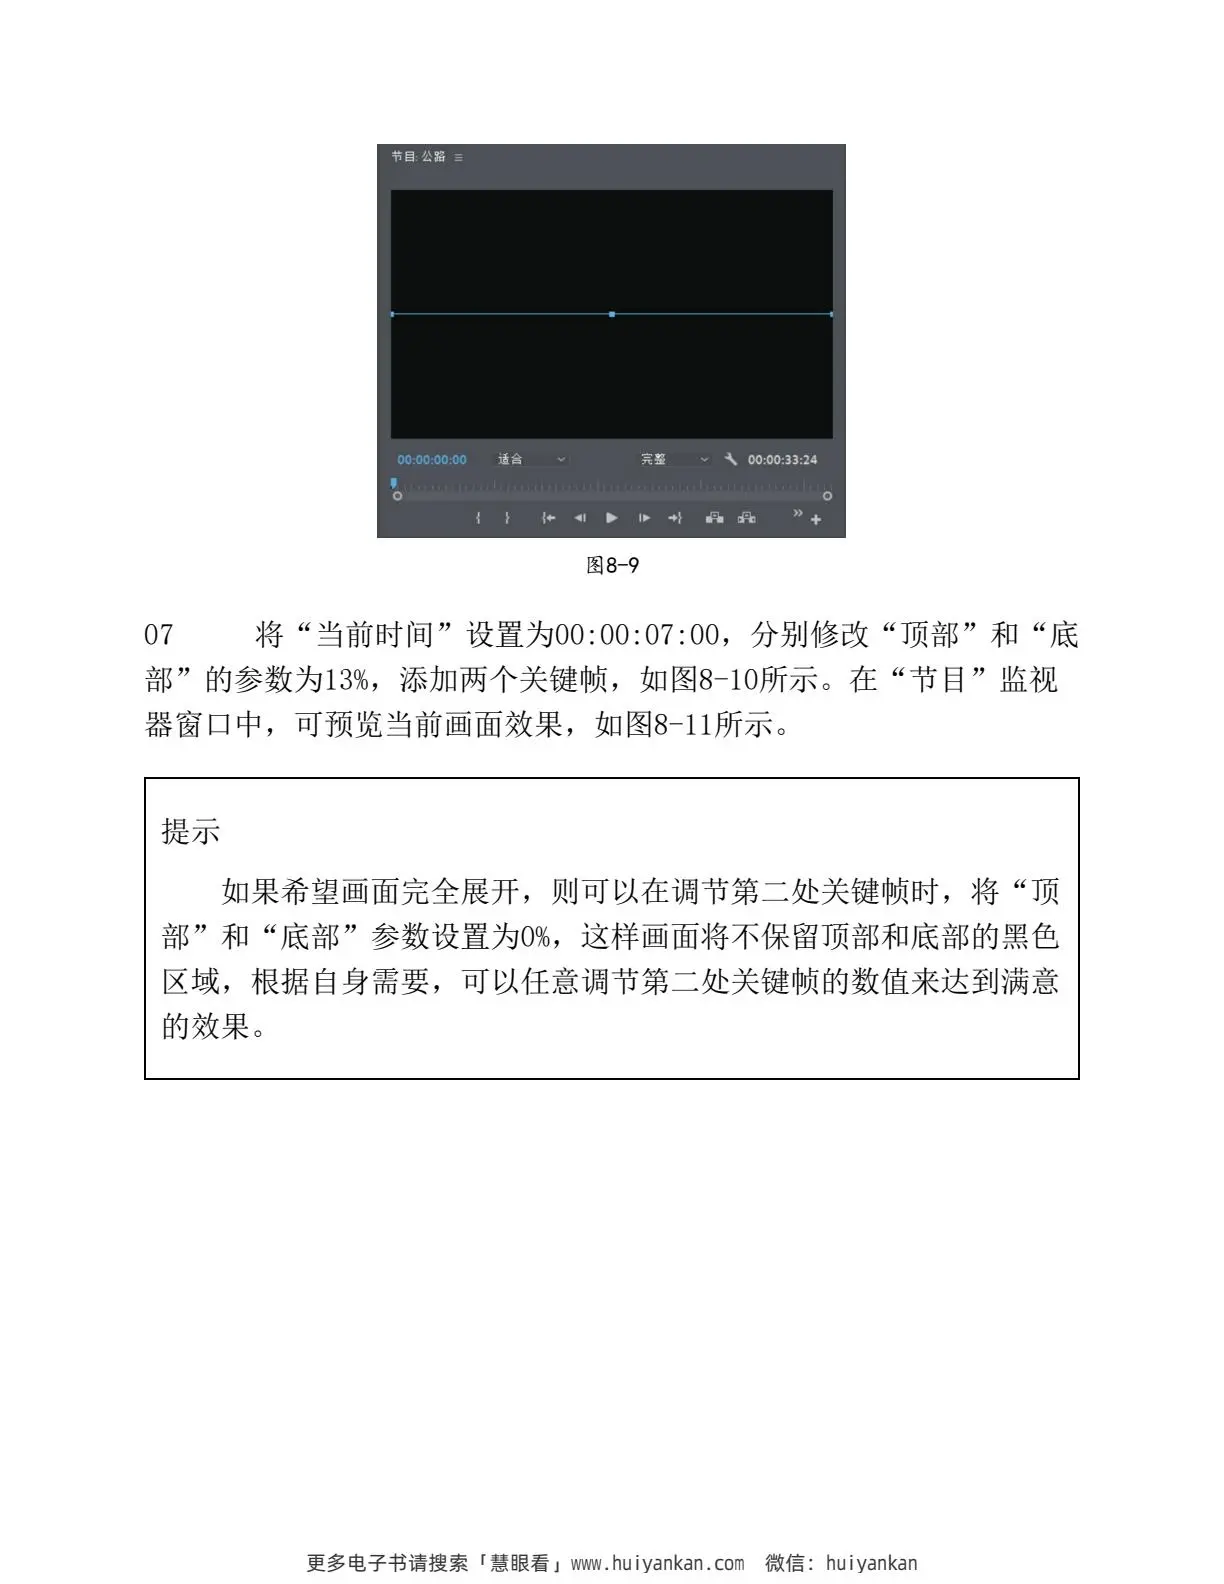 节目: 公路
00:00:00:00 适合 完整 00:00:33:24
图8-9
07 将“当前时间”设置为00:00:07:00，分别修改“顶部”和“底
部”的参数为13%，添加两个关键帧，如图8-10所示。在“节目”监视
器窗口中，可预览当前画面效果，如图8-11所示。
提示
如果希望画面完全展开，则可以在调节第二处关键帧时，将“顶
部”和“底部”参数设置为0%，这样画面将不保留顶部和底部的黑色
区域，根据自身需要，可以任意调节第二处关键帧的数值来达到满意
的效果。
更多电子书请搜索「慧眼看」www.huiyankan.com 微信：huiyankan